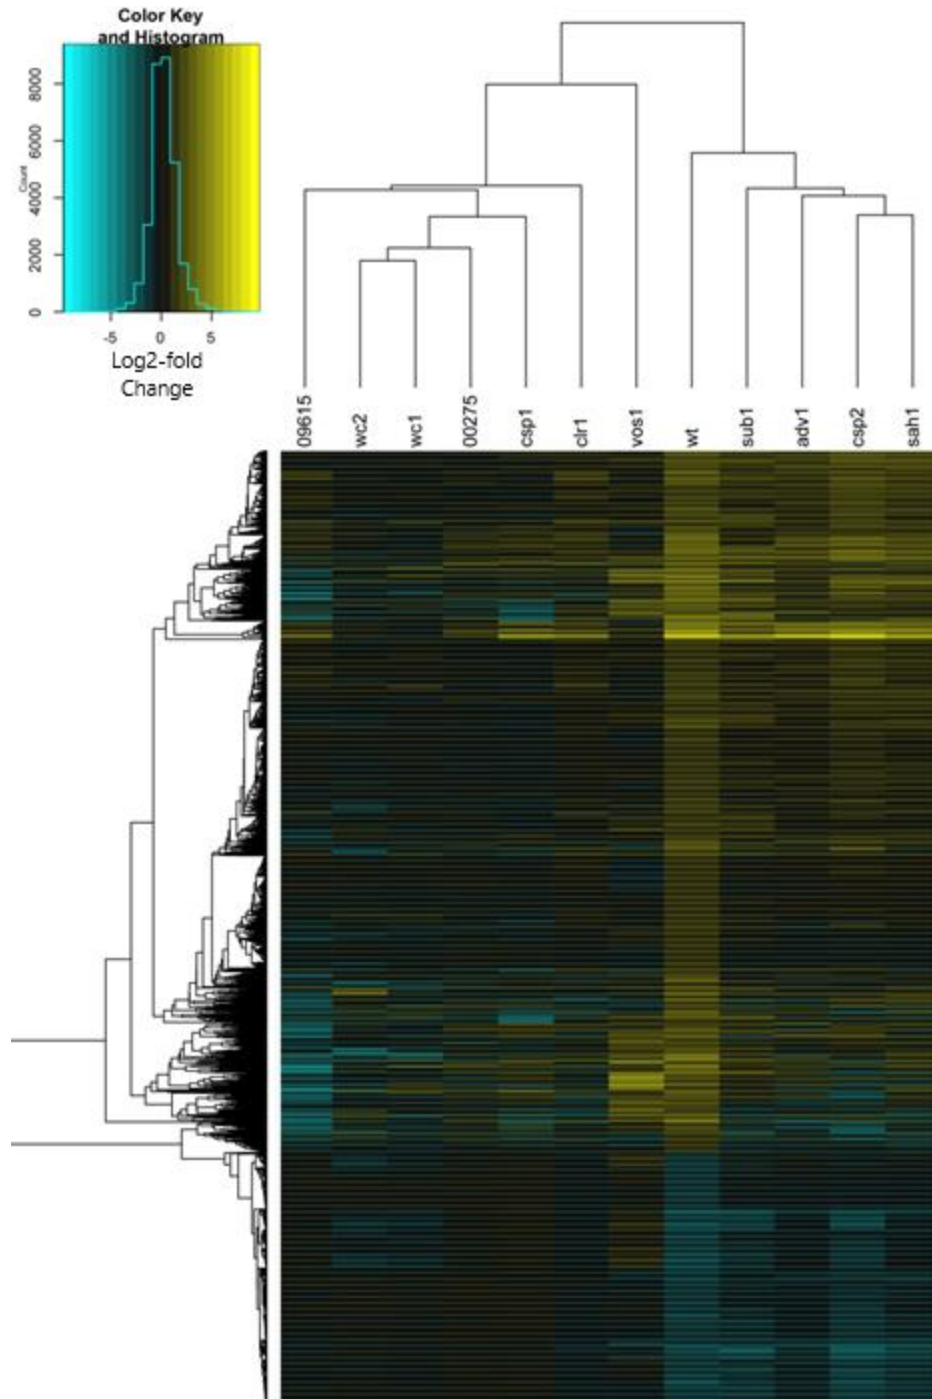 Color Key
and Histogram
Count
0
2000
4000
6000
8000
-5
0
5
Log2-fold
Change
09615
wc2
wc1
00275
csp1
clr1
vos1
wt
sub1
adv1
csp2
sah1